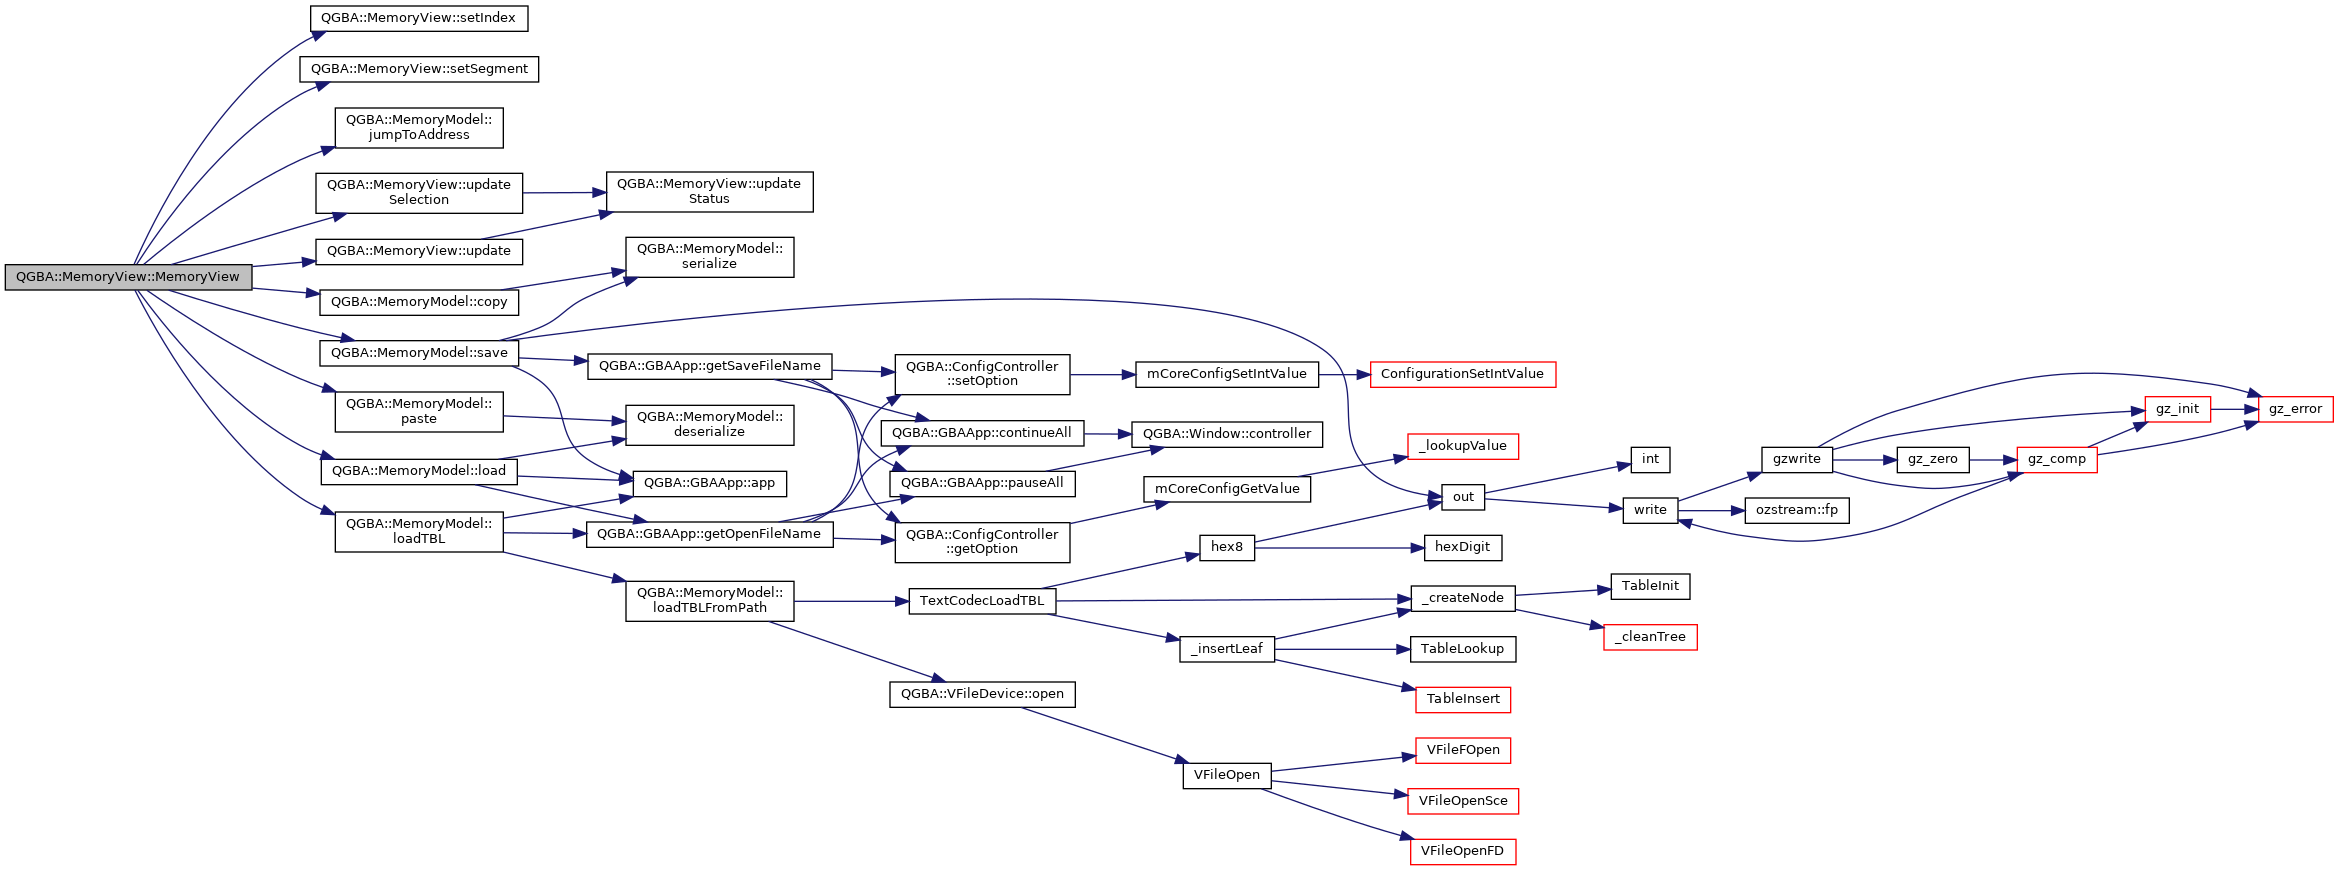 QGBA::MemoryView::MemoryView
QGBA::MemoryView::setIndex
QGBA::MemoryView::setSegment
QGBA::MemoryModel::
jumpToAddress
QGBA::MemoryView::update
Selection
QGBA::MemoryView::update
QGBA::MemoryModel::copy
QGBA::MemoryModel::save
QGBA::MemoryModel::
paste
QGBA::MemoryModel::load
QGBA::MemoryModel::
loadTBL
QGBA::MemoryView::update
Status
QGBA::MemoryModel::
serialize
QGBA::GBAApp::getSaveFileName
QGBA::MemoryModel::
deserialize
QGBA::GBAApp::app
QGBA::GBAApp::getOpenFileName
QGBA::MemoryModel::
loadTBLFromPath
QGBA::ConfigController
::setOption
QGBA::GBAApp::continueAll
QGBA::GBAApp::pauseAll
QGBA::ConfigController
::getOption
TextCodecLoadTBL
QGBA::VFileDevice::open
mCoreConfigSetIntValue
QGBA::Window::controller
mCoreConfigGetValue
hex8
_insertLeaf
VFileOpen
ConfigurationSetIntValue
_lookupValue
out
hexDigit
_createNode
TableLookup
TableInsert
VFileFOpen
VFileOpenSce
VFileOpenFD
int
write
TableInit
_cleanTree
gzwrite
ozstream::fp
gz_zero
gz_comp
gz_init
gz_error